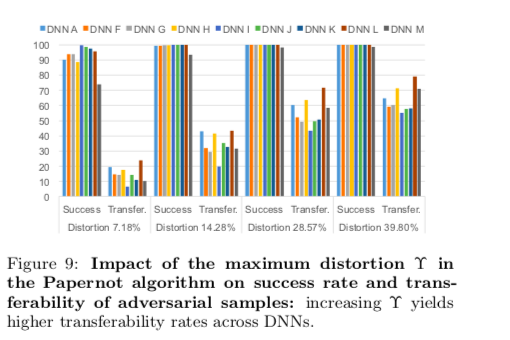 DNN A DNN F DNN G DNN H DNN I DNN J DNN K DNN L DNN M
100
90
80
70
60
50
40
30
20
10
0
Success Transfer. Success Transfer. Success Transfer. Success Transfer.
Distortion 7.18% Distortion 14.28% Distortion 28.57% Distortion 39.80%
Figure 9: Impact of the maximum distortion ϒ in
the Papernot algorithm on success rate and trans-
ferability of adversarial samples: increasing ϒ yields
higher transferability rates across DNNs.